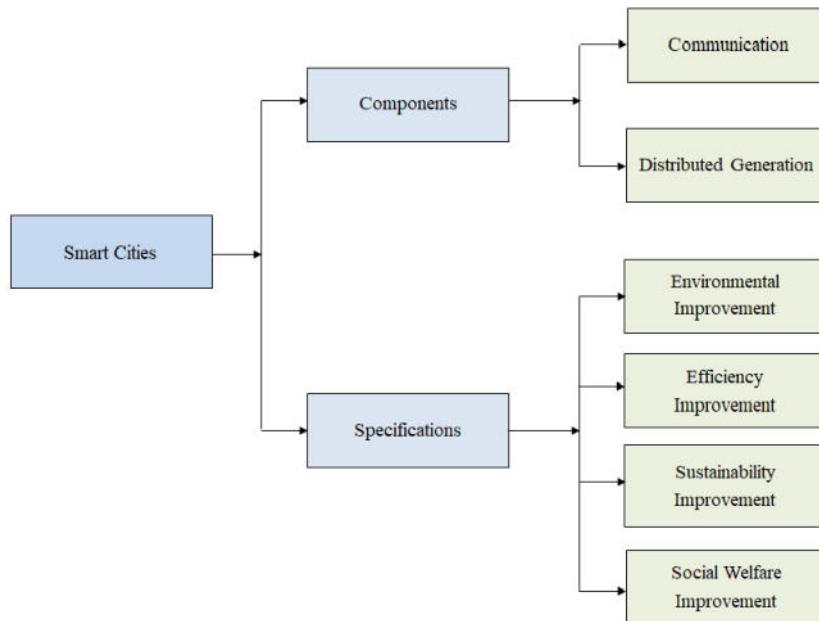 Communication
Components
Distributed Generation
Smart Cities
Environmental
Improvement
Efficiency
Improvement
Specifications
Sustainability
Improvement
Social Welfare
Improvement